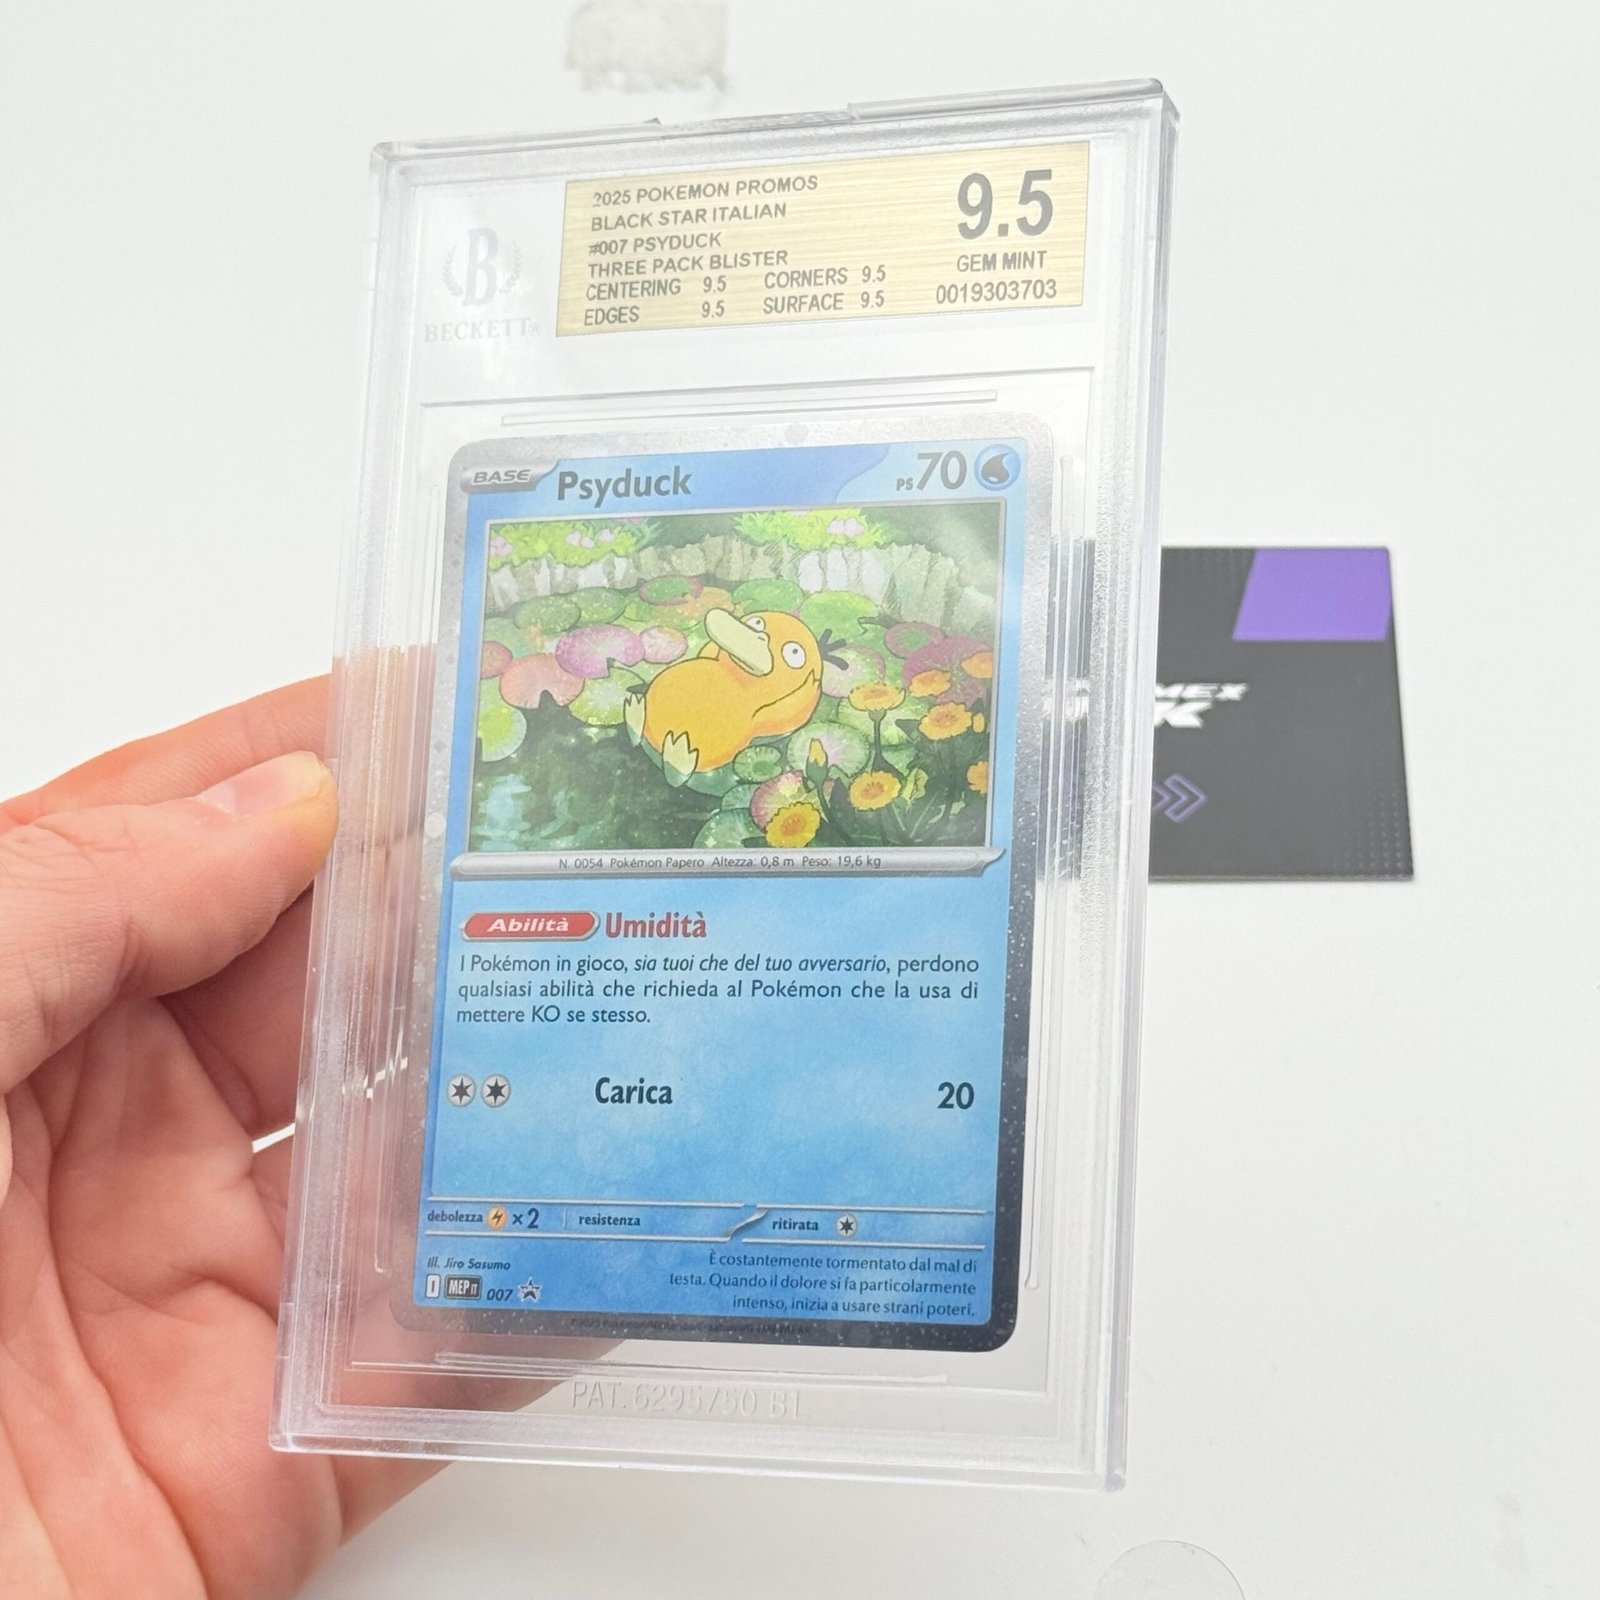 2025 POKEMON PROMOS
BLACK STAR ITALIAN
#007 PSYDUCK
THREE PACK BLISTER
CENTERING 9.5 CORNERS 9.5
EDGES 9.5 SURFACE 9.5
9.5
GEM MINT
0019303703
B
BECKETT®
BASE Psyduck PS 70
N. 0054 Pokémon Papero Altezza: 0,8 m Peso: 19,6 kg
Abilità Umidità
I Pokémon in gioco, sia tuoi che del tuo avversario, perdono
qualsiasi abilità che richieda al Pokémon che la usa di
mettere KO se stesso.
Carica 20
debolezza ×2 resistenza ritirata
Ill. Jiro Sasumo
I MEP IT 007
È costantemente tormentato dal mal di
testa. Quando il dolore si fa particolarmente
intenso, inizia a usare strani poteri.
PAT. 6295750 B1